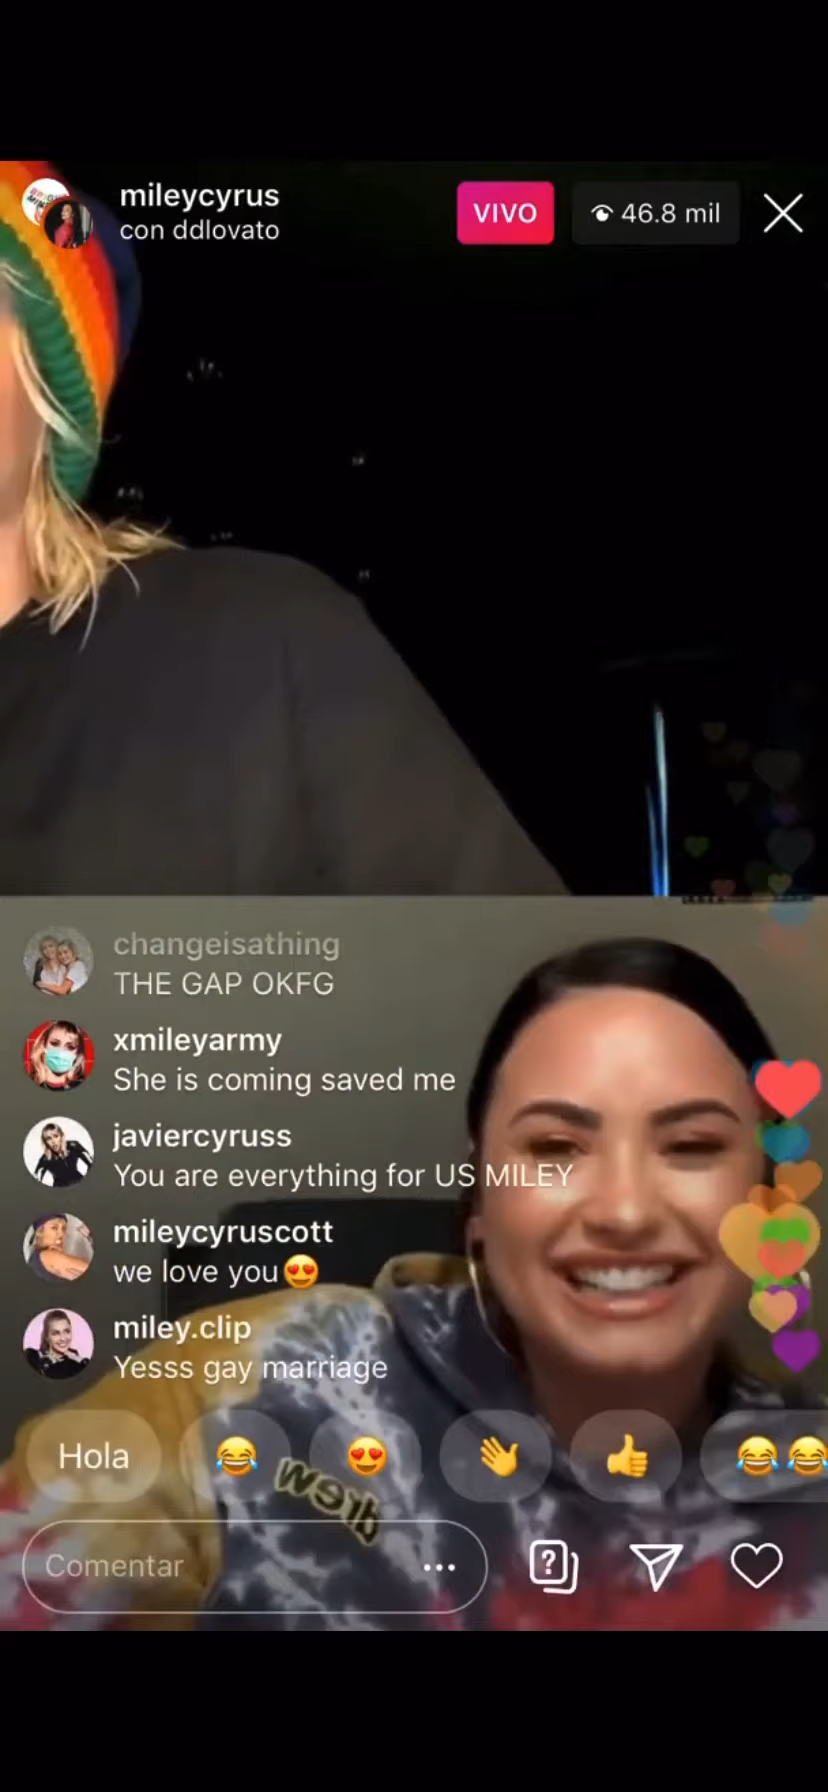 mileycyrus
con ddlovato
VIVO
46.8 mil
changeisathing
THE GAP OKFG
xmileyarmy
She is coming saved me
javiercyruss
You are everything for US MILEY
mileycyruscott
we love you😍
miley.clip
Yesss gay marriage
Hola
😂
😍
👋
👍
😂😂
drew
Comentar
?